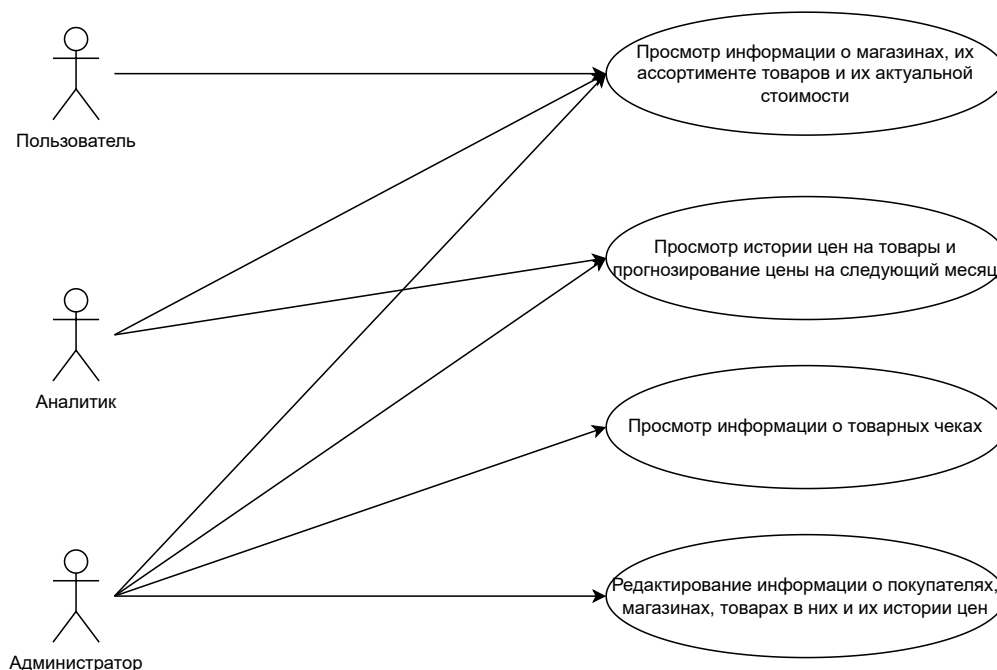 Пользователь
Просмотр информации о магазинах, их
ассортименте товаров и их актуальной
стоимости
Аналитик
Просмотр истории цен на товары и
прогнозирование цены на следующий месяц
Просмотр информации о товарных чеках
Администратор
Редактирование информации о покупателях,
магазинах, товарах в них и их истории цен